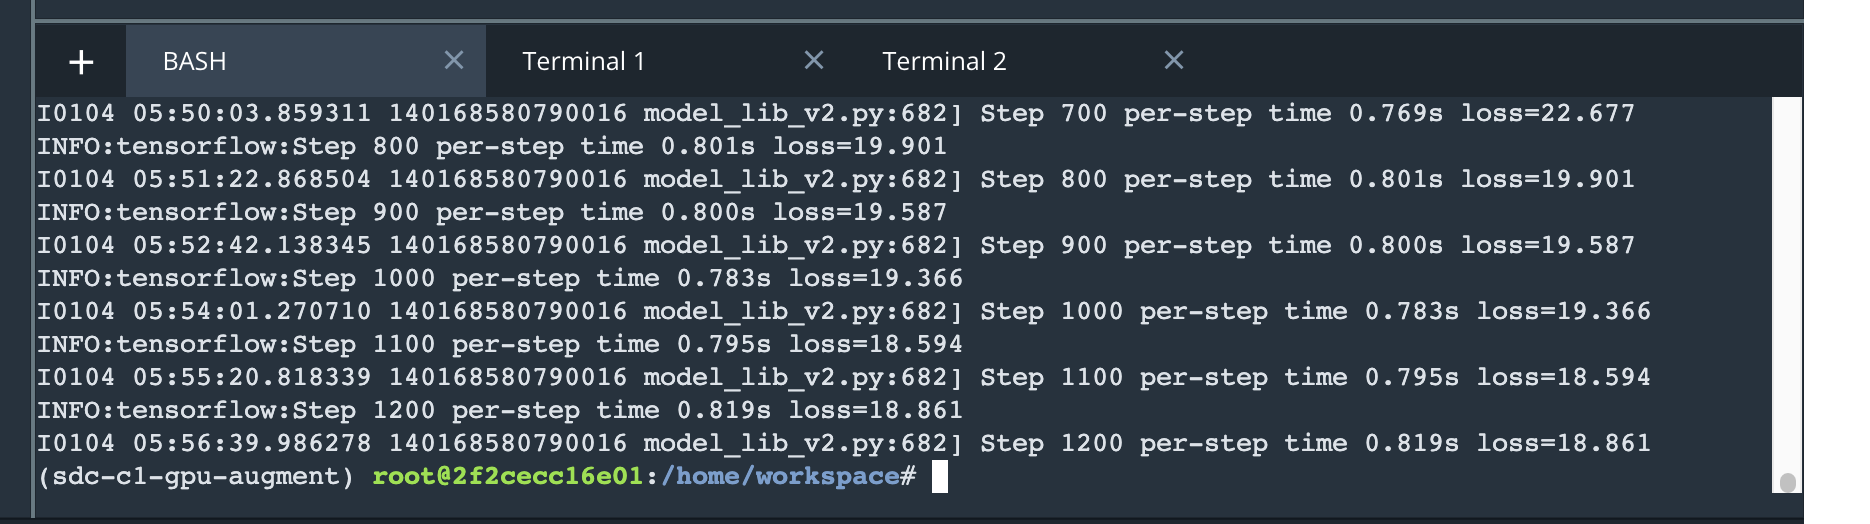 + BASH × Terminal 1 × Terminal 2 ×
I0104 05:50:03.859311 140168580790016 model_lib_v2.py:682] Step 700 per-step time 0.769s loss=22.677
INFO:tensorflow:Step 800 per-step time 0.801s loss=19.901
I0104 05:51:22.868504 140168580790016 model_lib_v2.py:682] Step 800 per-step time 0.801s loss=19.901
INFO:tensorflow:Step 900 per-step time 0.800s loss=19.587
I0104 05:52:42.138345 140168580790016 model_lib_v2.py:682] Step 900 per-step time 0.800s loss=19.587
INFO:tensorflow:Step 1000 per-step time 0.783s loss=19.366
I0104 05:54:01.270710 140168580790016 model_lib_v2.py:682] Step 1000 per-step time 0.783s loss=19.366
INFO:tensorflow:Step 1100 per-step time 0.795s loss=18.594
I0104 05:55:20.818339 140168580790016 model_lib_v2.py:682] Step 1100 per-step time 0.795s loss=18.594
INFO:tensorflow:Step 1200 per-step time 0.819s loss=18.861
I0104 05:56:39.986278 140168580790016 model_lib_v2.py:682] Step 1200 per-step time 0.819s loss=18.861
(sdc-c1-gpu-augment) root@2f2cecc16e01:/home/workspace#